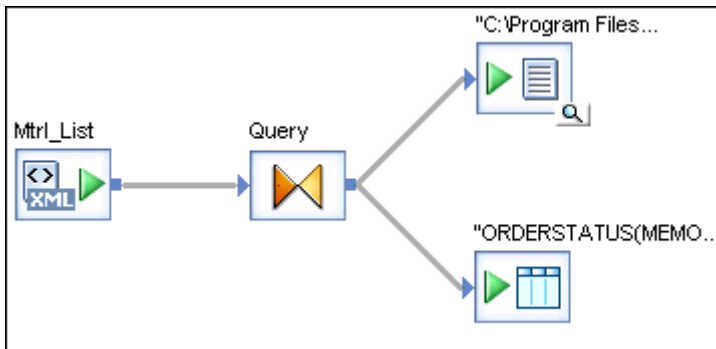 "C:\Program Files...
Mtrl_List
Query
<> XML
"ORDERSTATUS(MEMO...